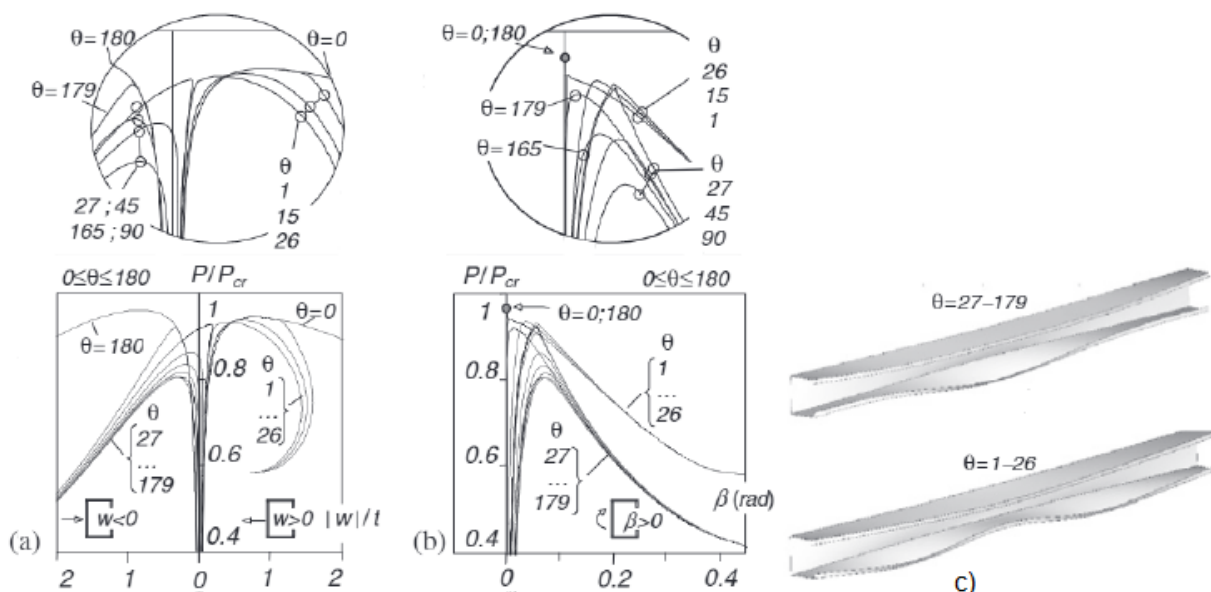 θ=180
θ=0
θ=179
27 ; 45
165 ; 90
θ
1
15
26
θ=0;180
θ
26
15
1
θ=179
θ=165
θ
27
45
90
0≤θ≤180
P/P_cr
1
0.8
0.6
0.4
θ=0
θ=180
θ
1
...
26
θ
27
...
179
w<0
w>0
|w|/t
(a)
2
1
0
1
2
P/P_cr
0≤θ≤180
1
0.8
0.6
0.4
θ=0;180
θ
1
...
26
θ
27
...
179
β (rad)
β>0
(b)
0
0.2
0.4
θ=27–179
θ=1–26
c)